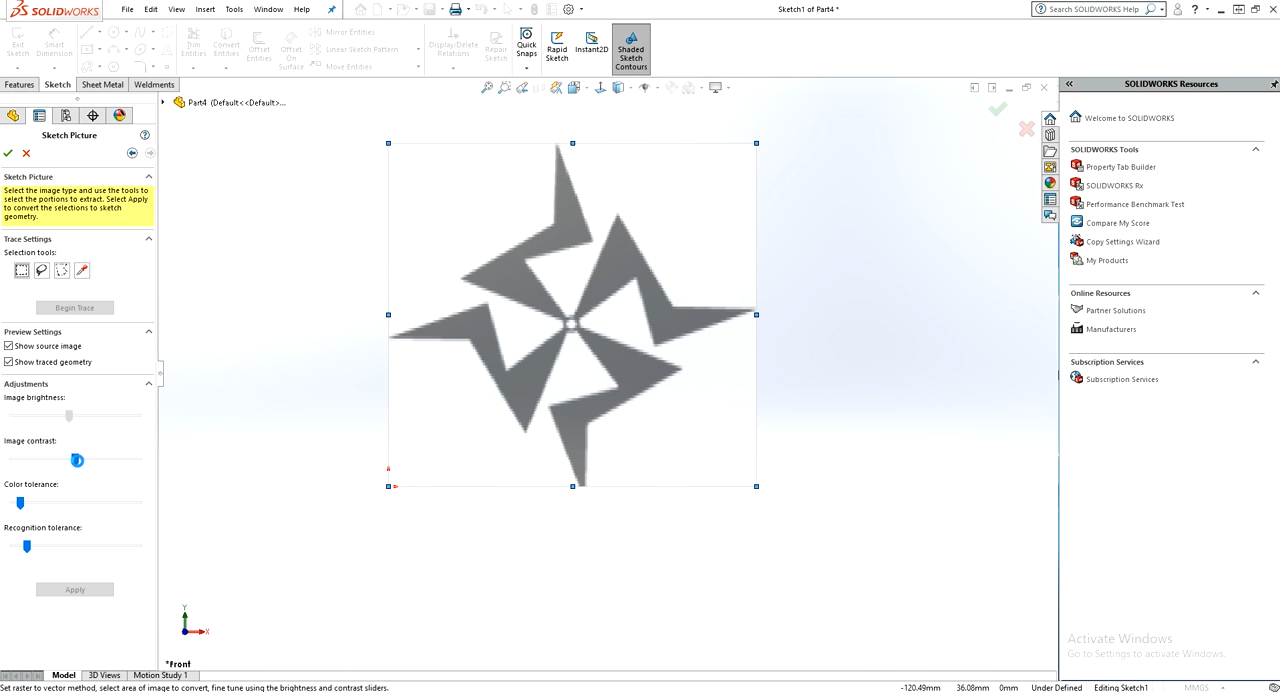 SOLIDWORKS File Edit View Insert Tools Window Help Sketch1 of Part4 * Search SOLIDWORKS Help
Exit Sketch Smart Dimension Trim Entities Convert Entities Offset Entities Offset On Surface Mirror Entities Linear Sketch Pattern Move Entities Display/Delete Relations Repair Sketch Quick Snaps Rapid Sketch Instant2D Shaded Sketch Contours
Features Sketch Sketch Metal Weldments
SOLIDWORKS Resources
Part4 (Default<<Default>...
Sketch Picture
Sketch Picture
Select the image type and use the tools to
select the portions to extract. Select Apply
to convert the selections to sketch
geometry.
Trace Settings
Selection tools:
Begin Trace
Preview Settings
Show source image
Show traced geometry
Adjustments
Image brightness:
Image contrast:
Color tolerance:
Recognition tolerance:
Apply
Welcome to SOLIDWORKS
SOLIDWORKS Tools
Property Tab Builder
SOLIDWORKS Rx
Performance Benchmark Test
Compare My Score
Copy Settings Wizard
My Products
Online Resources
Partner Solutions
Manufacturers
Subscription Services
Subscription Services
Activate Windows
Go to Settings to activate Windows.
Y
X
*Front
Model 3D Views Motion Study 1
Set raster to vector method, select area of image to convert, fine tune using the brightness and contrast sliders. -120.49mm 36.08mm 0mm Under Defined Editing Sketch1 MMGS